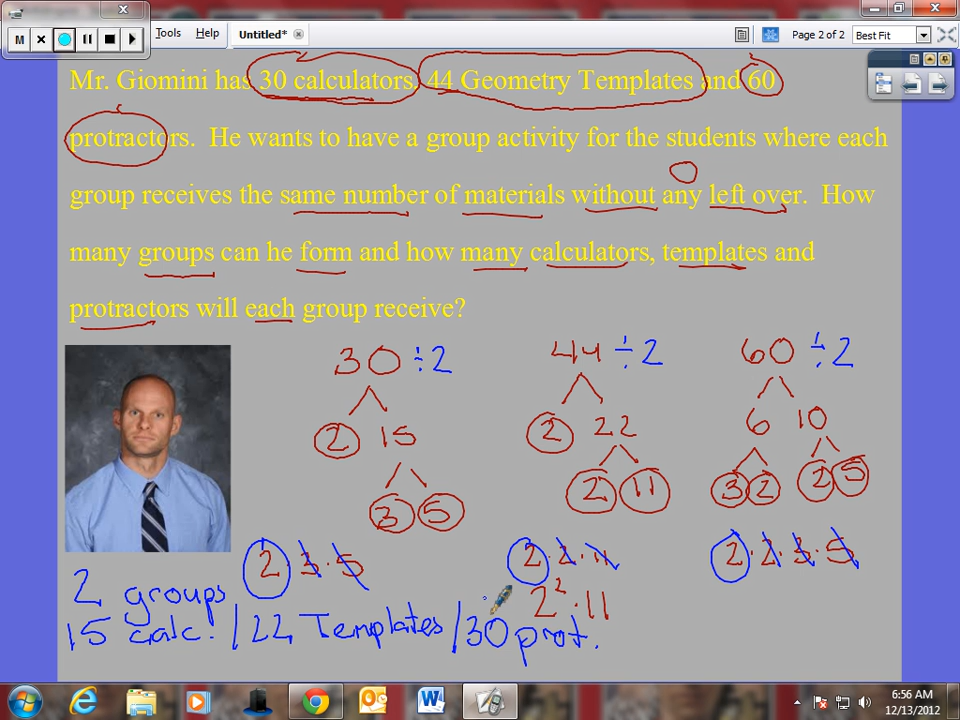 M
Tools Help Untitled* Page 2 of 2 Best Fit
Mr. Giomini has 30 calculators, 44 Geometry Templates and 60
protractors. He wants to have a group activity for the students where each
group receives the same number of materials without any left over. How
many groups can he form and how many calculators, templates and
protractors will each group receive?
30 ÷2 44 ÷2 60 ÷2
2 15 2 22 6 10
3 5 2 11 3 2 2 5
2·3·5 2·2·11 2·2·3·5
2 groups 2²·11
15 calc. / 22 Templates / 30 prot.
6:56 AM
12/13/2012